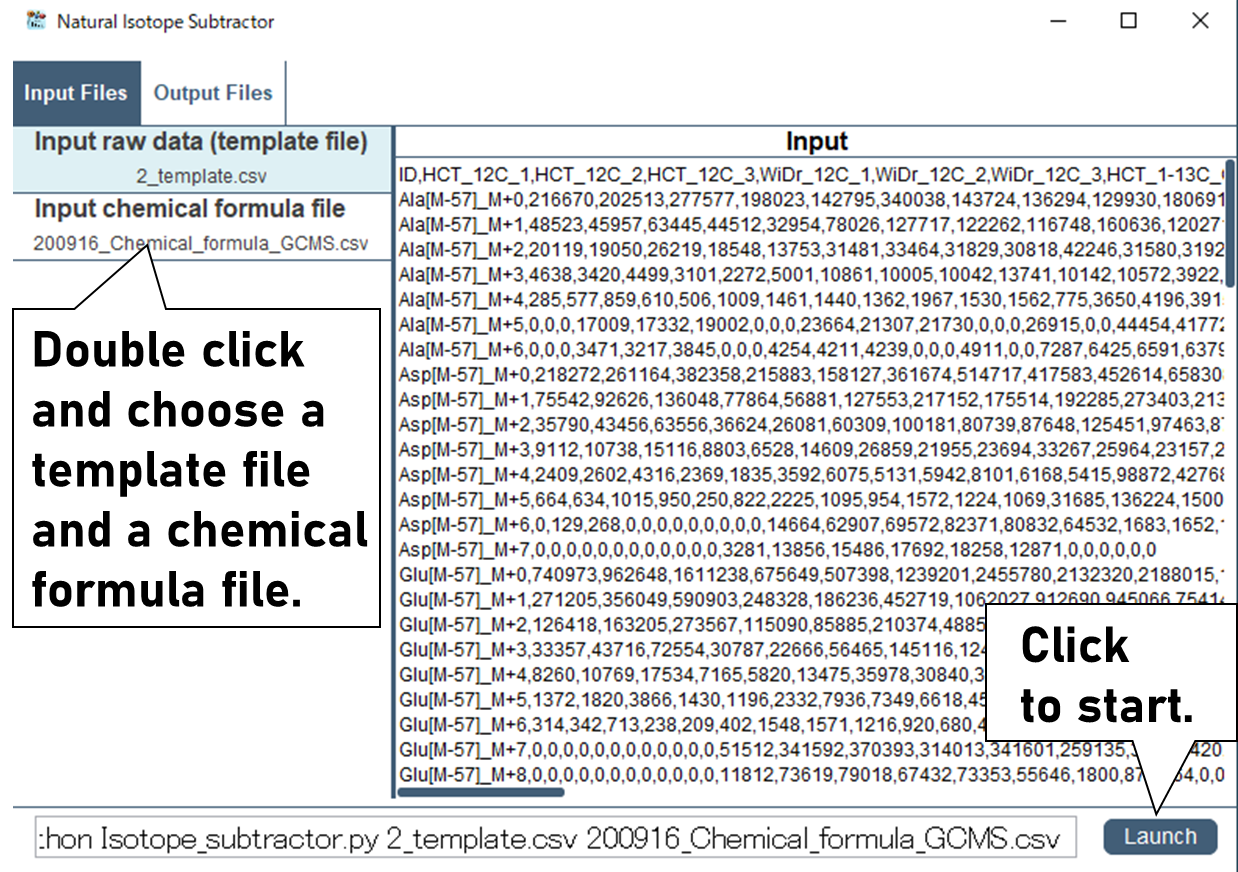 Natural Isotope Subtractor
Input Files
Output Files
Input raw data (template file)
2_template.csv
Input chemical formula file
200916_Chemical_formula_GCMS.csv
Double click
and choose a
template file
and a chemical
formula file.
Input
ID,HCT_12C_1,HCT_12C_2,HCT_12C_3,WiDr_12C_1,WiDr_12C_2,WiDr_12C_3,HCT_1-13C_
Ala[M-57]_M+0,216670,202513,277577,198023,142795,340038,143724,136294,129930,180691
Ala[M-57]_M+1,48523,45957,63445,44512,32954,78026,127717,122262,116748,160636,12027
Ala[M-57]_M+2,20119,19050,26219,18548,13753,31481,33464,31829,30818,42246,31580,3192
Ala[M-57]_M+3,4638,3420,4499,3101,2272,5001,10861,10005,10042,13741,10142,10572,3922,
Ala[M-57]_M+4,285,577,859,610,506,1009,1461,1440,1362,1967,1530,1562,775,3650,4196,391
Ala[M-57]_M+5,0,0,0,17009,17332,19002,0,0,0,23664,21307,21730,0,0,0,26915,0,0,44454,4177
Ala[M-57]_M+6,0,0,0,3471,3217,3845,0,0,0,4254,4211,4239,0,0,0,4911,0,0,7287,6425,6591,6379
Asp[M-57]_M+0,218272,261164,382358,215883,158127,361674,514717,417583,452614,65830
Asp[M-57]_M+1,75542,92626,136048,77864,56881,127553,217152,175514,192285,273403,213
Asp[M-57]_M+2,35790,43456,63556,36624,26081,60309,100181,80739,87648,125451,97463,8
Asp[M-57]_M+3,9112,10738,15116,8803,6528,14609,26859,21955,23694,33267,25964,23157,2
Asp[M-57]_M+4,2409,2602,4316,2369,1835,3592,6075,5131,5942,8101,6168,5415,98872,42768
Asp[M-57]_M+5,664,634,1015,950,250,822,2225,1095,954,1572,1224,1069,31685,136224,1500
Asp[M-57]_M+6,0,129,268,0,0,0,0,0,0,0,0,0,14664,62907,69572,82371,80832,64532,1683,1652,
Asp[M-57]_M+7,0,0,0,0,0,0,0,0,0,0,0,0,3281,13856,15486,17692,18258,12871,0,0,0,0,0,0
Glu[M-57]_M+0,740973,962648,1611238,675649,507398,1239201,2455780,2132320,2188015,
Glu[M-57]_M+1,271205,356049,590903,248328,186236,452719,1062027,912690,945066,7541
Glu[M-57]_M+2,126418,163205,273567,115090,85885,210374,4885
Glu[M-57]_M+3,33357,43716,72554,30787,22666,56465,145116,124
Glu[M-57]_M+4,8260,10769,17534,7165,5820,13475,35978,30840,3
Glu[M-57]_M+5,1372,1820,3866,1430,1196,2332,7936,7349,6618,45
Glu[M-57]_M+6,314,342,713,238,209,402,1548,1571,1216,920,680,4
Glu[M-57]_M+7,0,0,0,0,0,0,0,0,0,0,0,0,51512,341592,370393,314013,341601,259135,3 420
Glu[M-57]_M+8,0,0,0,0,0,0,0,0,0,0,0,0,11812,73619,79018,67432,73353,55646,1800,87 4,0,0
Click
to start.
:hon Isotope_subtractor.py 2_template.csv 200916_Chemical_formula_GCMS.csv
Launch